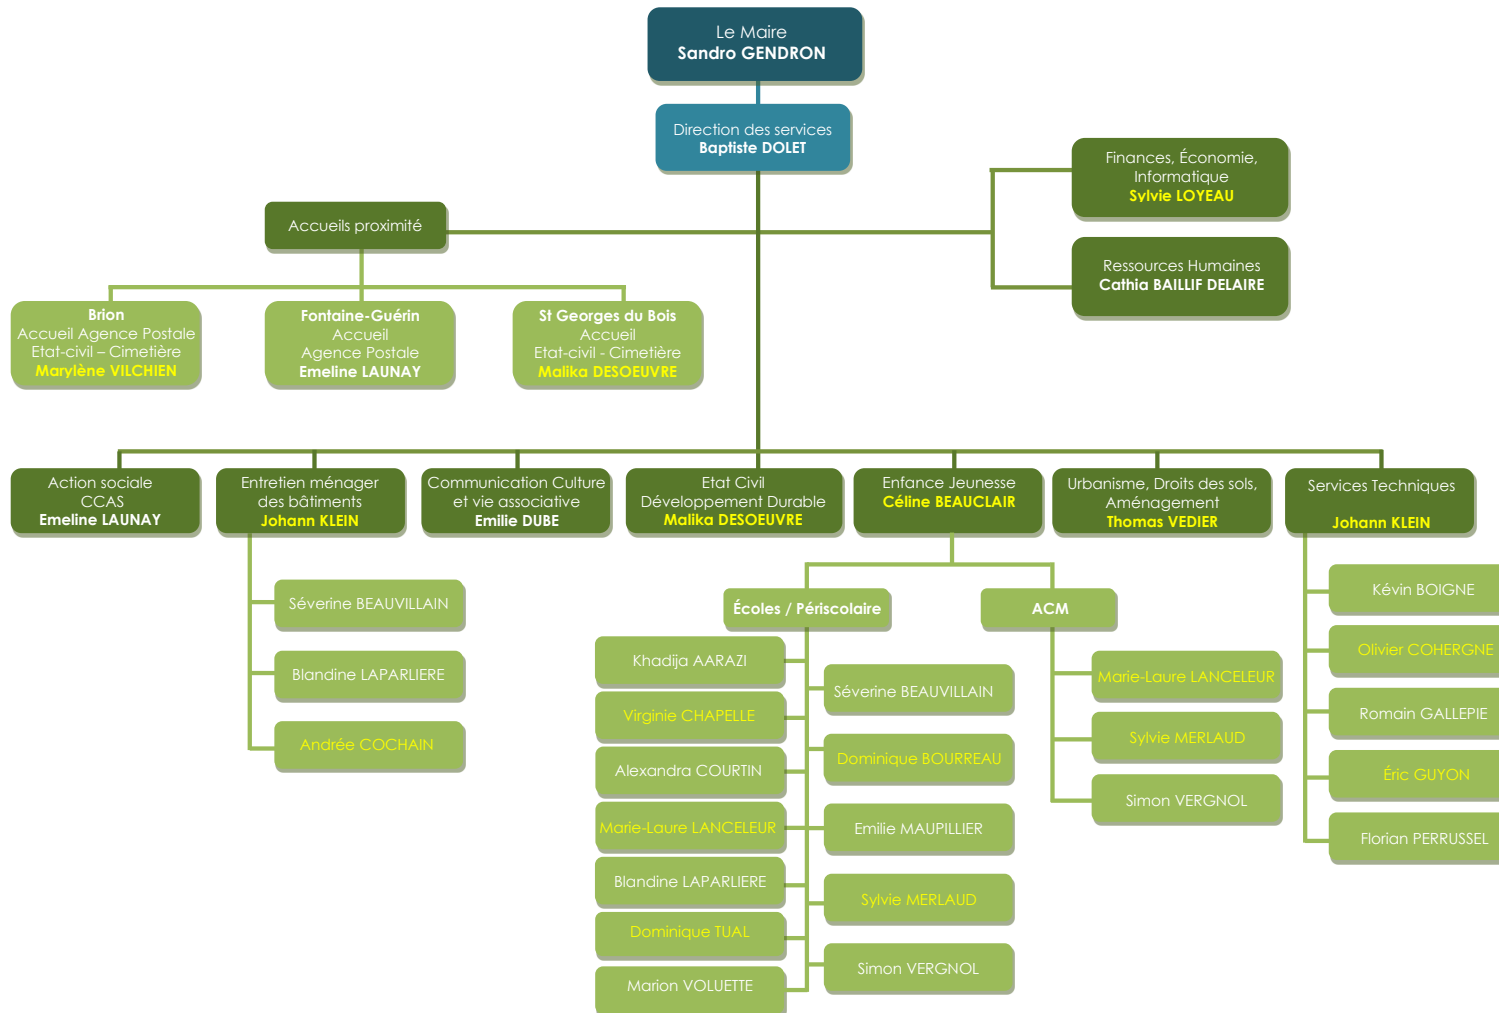 Le Maire
Sandro GENDRON
Direction des services
Baptiste DOLET
Finances, Économie,
Informatique
Sylvie LOYEAU
Accueils proximité
Ressources Humaines
Cathia BAILLIF DELAIRE
Brion
Accueil Agence Postale
Etat-civil – Cimetière
Marylène VILCHIEN
Fontaine-Guérin
Accueil
Agence Postale
Emeline LAUNAY
St Georges du Bois
Accueil
Etat-civil - Cimetière
Malika DESOEUVRE
Action sociale
CCAS
Emeline LAUNAY
Entretien ménager
des bâtiments
Johann KLEIN
Communication Culture
et vie associative
Emilie DUBE
Etat Civil
Développement Durable
Malika DESOEUVRE
Enfance Jeunesse
Céline BEAUCLAIR
Urbanisme, Droits des sols,
Aménagement
Thomas VEDIER
Services Techniques
Johann KLEIN
Séverine BEAUVILLAIN
Blandine LAPARLIERE
Andrée COCHAIN
Écoles / Périscolaire
Khadija AARAZI
Virginie CHAPELLE
Alexandra COURTIN
Marie-Laure LANCELEUR
Blandine LAPARLIERE
Dominique TUAL
Marion VOLUETTE
Séverine BEAUVILLAIN
Dominique BOURREAU
Emilie MAUPILLIER
Sylvie MERLAUD
Simon VERGNOL
ACM
Marie-Laure LANCELEUR
Sylvie MERLAUD
Simon VERGNOL
Kévin BOIGNE
Olivier COHERGNE
Romain GALLEPIE
Éric GUYON
Florian PERRUSSEL